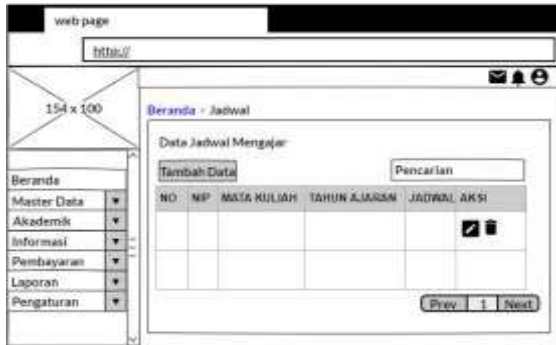 web page
http://
154 x 100
Beranda - Jadwal
Data Jadwal Mengajar
Tambah Data
Pencarian
NO NIP MATA KULIAH TAHUN AJARAN JADWAL AKSI
Prev 1 Next
Beranda
Master Data
Akademik
Informasi
Pembayaran
Laporan
Pengaturan